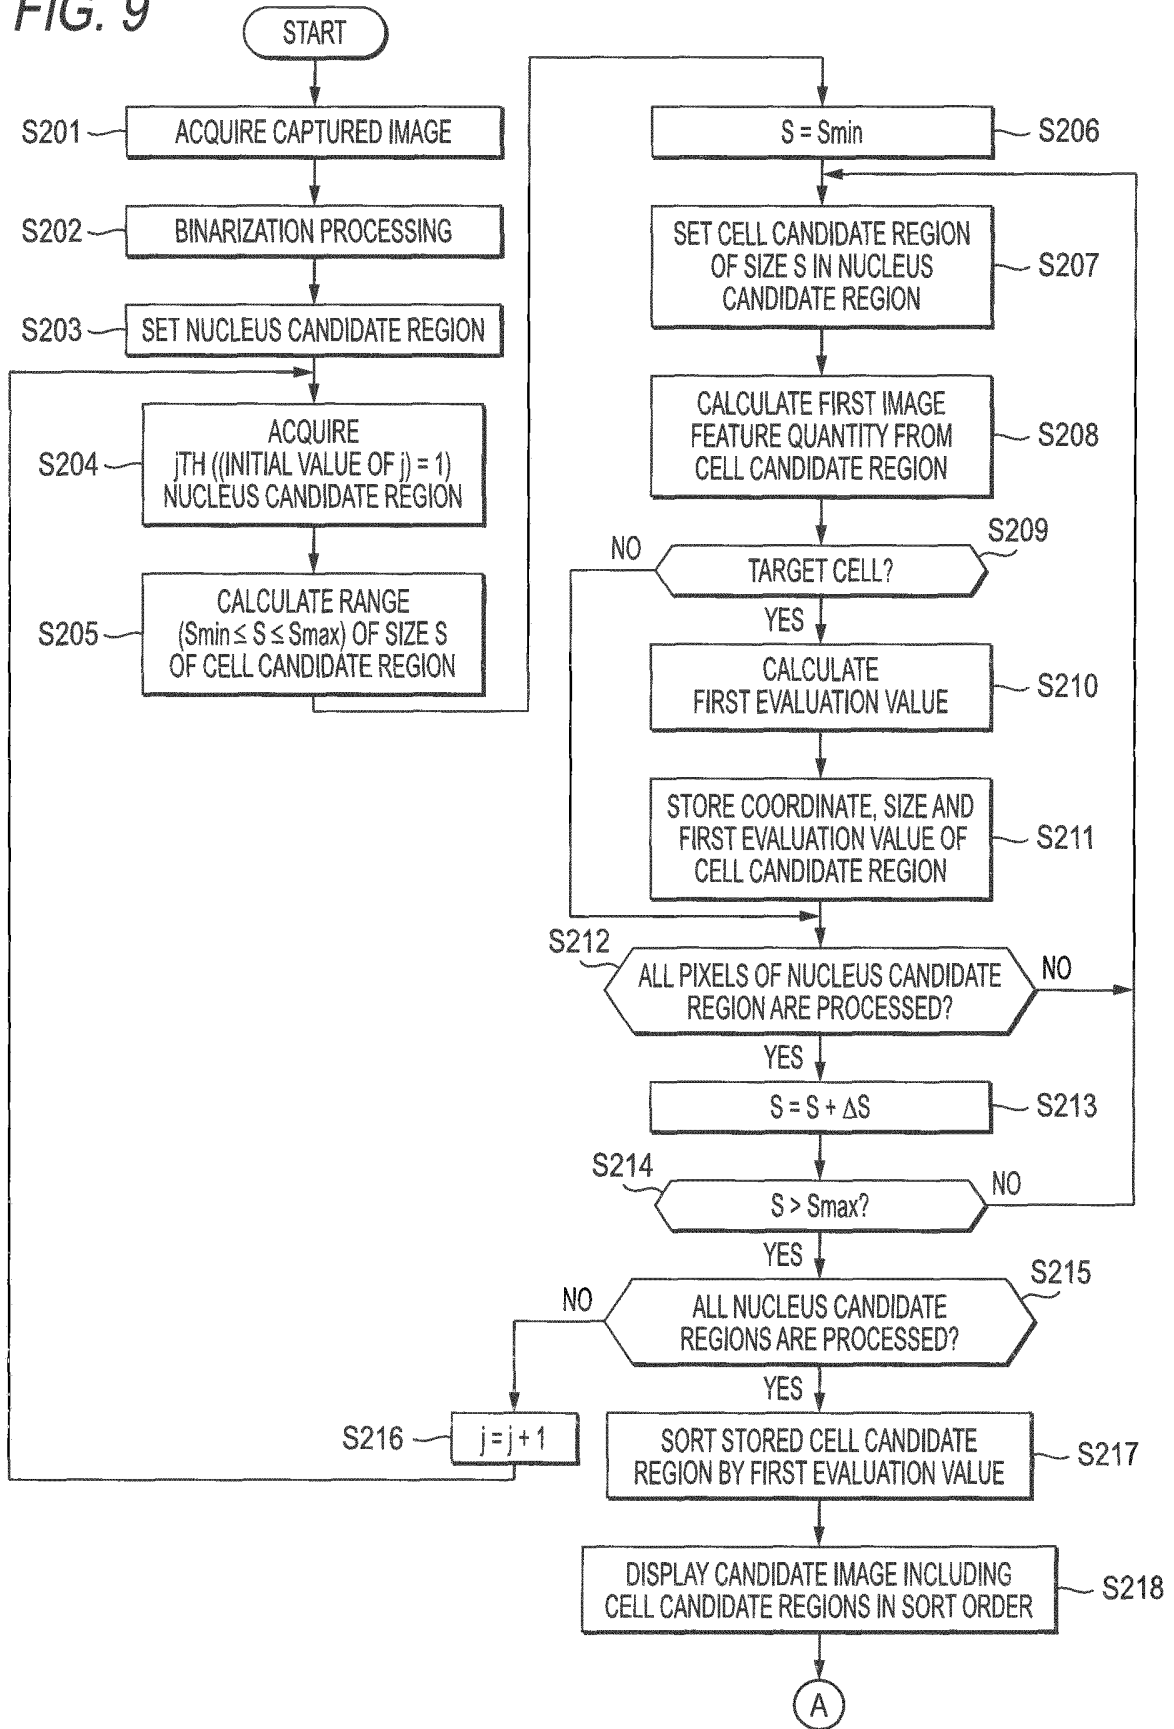 FIG. 9
START
S201
ACQUIRE CAPTURED IMAGE
S202
BINARIZATION PROCESSING
S203
SET NUCLEUS CANDIDATE REGION
S204
ACQUIRE
jTH ((INITIAL VALUE OF j) = 1)
NUCLEUS CANDIDATE REGION
S205
CALCULATE RANGE
(Smin ≤ S ≤ Smax) OF SIZE S
OF CELL CANDIDATE REGION
S = Smin
S206
SET CELL CANDIDATE REGION
OF SIZE S IN NUCLEUS
CANDIDATE REGION
S207
CALCULATE FIRST IMAGE
FEATURE QUANTITY FROM
CELL CANDIDATE REGION
S208
S209
NO
TARGET CELL?
YES
CALCULATE
FIRST EVALUATION VALUE
S210
STORE COORDINATE, SIZE AND
FIRST EVALUATION VALUE OF
CELL CANDIDATE REGION
S211
S212
ALL PIXELS OF NUCLEUS CANDIDATE
REGION ARE PROCESSED?
NO
YES
S = S + ΔS
S213
S214
S > Smax?
NO
YES
S215
NO
ALL NUCLEUS CANDIDATE
REGIONS ARE PROCESSED?
YES
S216
j = j + 1
SORT STORED CELL CANDIDATE
REGION BY FIRST EVALUATION VALUE
S217
DISPLAY CANDIDATE IMAGE INCLUDING
CELL CANDIDATE REGIONS IN SORT ORDER
S218
A